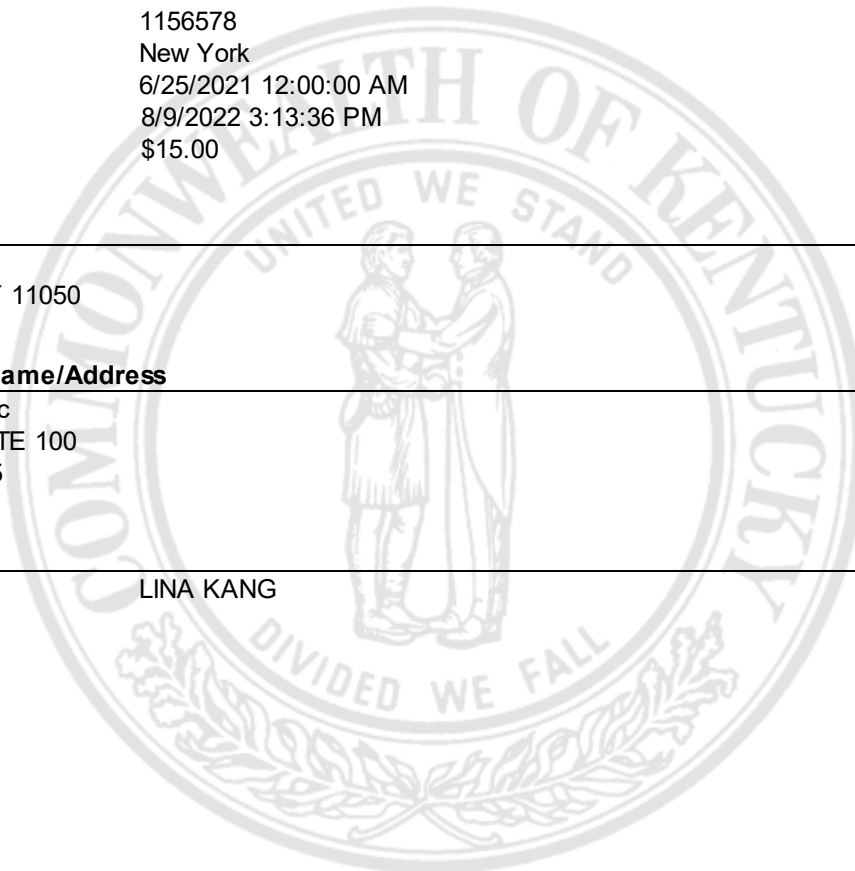 1156578
New York
6/25/2021 12:00:00 AM
8/9/2022 3:13:36 PM
$15.00
11050
ame/Address
c
TE 100
LINA KANG
COMMONWEALTH OF KENTUCKY
UNITED WE STAND
DIVIDED WE FALL